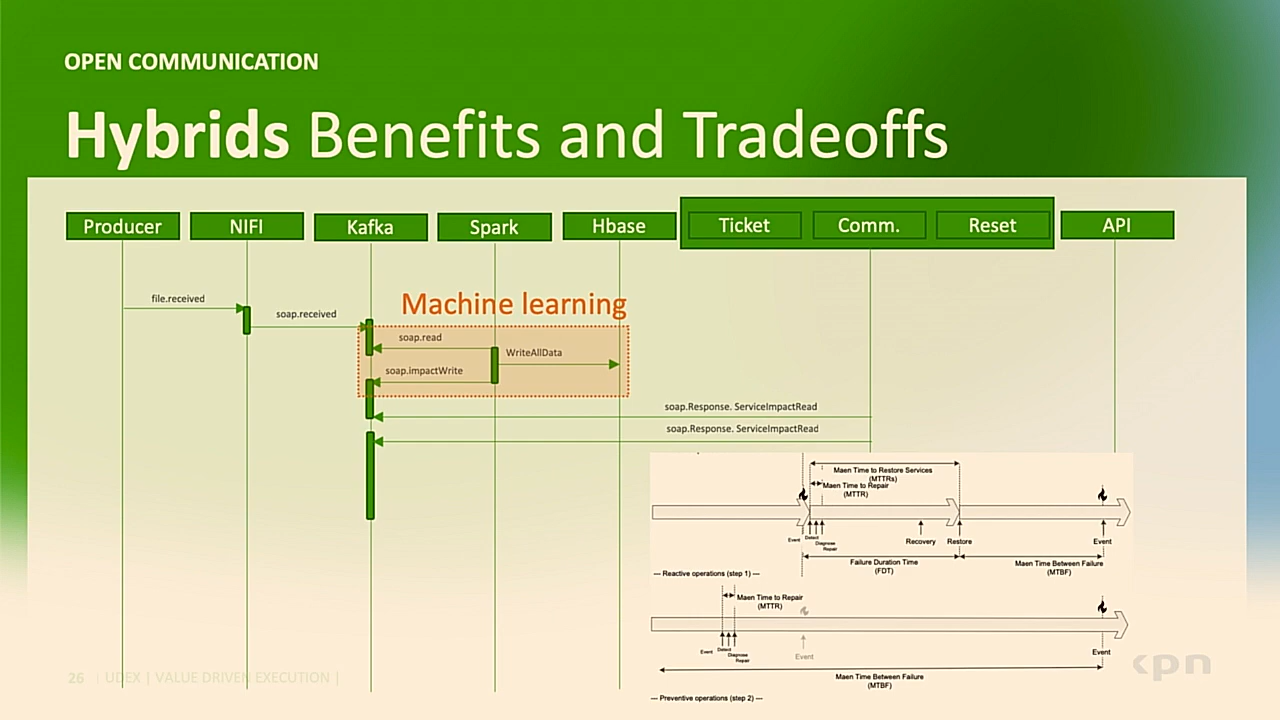 OPEN COMMUNICATION
Hybrids Benefits and Tradeoffs
Producer
NIFI
Kafka
Spark
Hbase
Ticket
Comm.
Reset
API
file.received
soap.received
Machine learning
soap.read
WriteAllData
soap.impactWrite
soap.Response. ServiceImpactRead
soap.Response. ServiceImpactRead
Maen Time to Restore Services
(MTTRs)
Maen Time to Repair
(MTTR)
Event
Detect
Diagnose
Repair
Recovery
Restore
Event
Failure Duration Time
(FDT)
Maen Time Between Failure
(MTBF)
--- Reactive operations (step 1) ---
Maen Time to Repair
(MTTR)
Event
Detect
Diagnose
Repair
Event
Event
Maen Time Between Failure
(MTBF)
--- Preventive operations (step 2) ---
26 | UDEX | VALUE DRIVEN EXECUTION |
kpn